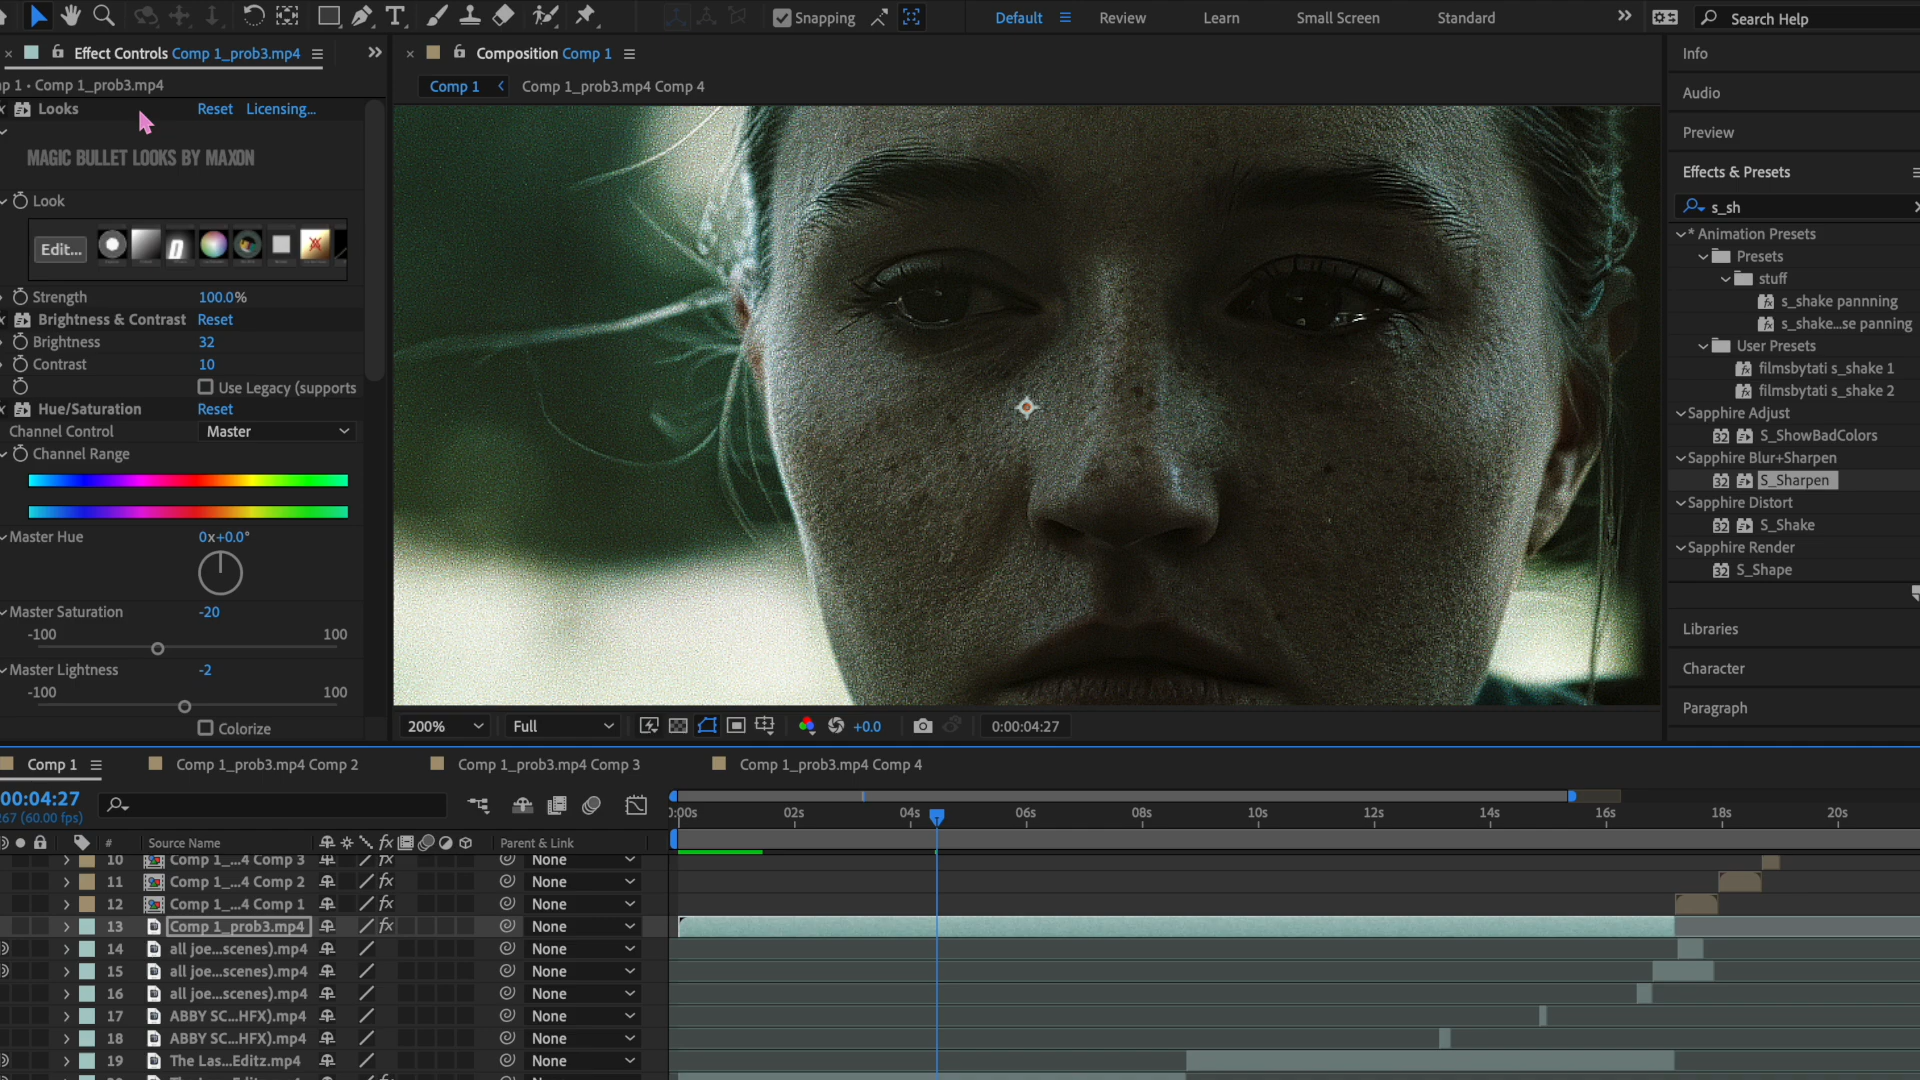 Snapping
Default
Review
Learn
Small Screen
Standard
Search Help
Effect Controls Comp 1_prob3.mp4
Composition Comp 1
p 1 • Comp 1_prob3.mp4
Comp 1
Comp 1_prob3.mp4 Comp 4
Looks
Reset
Licensing...
MAGIC BULLET LOOKS BY MAXON
Look
Edit...
Strength
100.0%
Brightness & Contrast
Reset
Brightness
32
Contrast
10
Use Legacy (supports
Hue/Saturation
Reset
Channel Control
Master
Channel Range
Master Hue
0x+0.0°
Master Saturation
-20
-100
100
Master Lightness
-2
-100
100
Colorize
200%
Full
+0.0
0:00:04:27
Info
Audio
Preview
Effects & Presets
s_sh
* Animation Presets
Presets
stuff
s_shake pannning
s_shake...se panning
User Presets
filmsbytati s_shake 1
filmsbytati s_shake 2
Sapphire Adjust
32
S_ShowBadColors
Sapphire Blur+Sharpen
32
S_Sharpen
Sapphire Distort
32
S_Shake
Sapphire Render
32
S_Shape
Libraries
Character
Paragraph
Comp 1
Comp 1_prob3.mp4 Comp 2
Comp 1_prob3.mp4 Comp 3
Comp 1_prob3.mp4 Comp 4
00:04:27
267 (60.00 fps)
0:00s
02s
04s
06s
08s
10s
12s
14s
16s
18s
20s
#
Source Name
fx
Parent & Link
10
Comp 1_...4 Comp 3
fx
None
11
Comp 1_...4 Comp 2
fx
None
12
Comp 1_...4 Comp 1
fx
None
13
Comp 1_prob3.mp4
fx
None
14
all joe...scenes).mp4
None
15
all joe...scenes).mp4
None
16
all joe...scenes).mp4
None
17
ABBY SC...HFX).mp4
None
18
ABBY SC...HFX).mp4
None
19
The Las...Editz.mp4
None